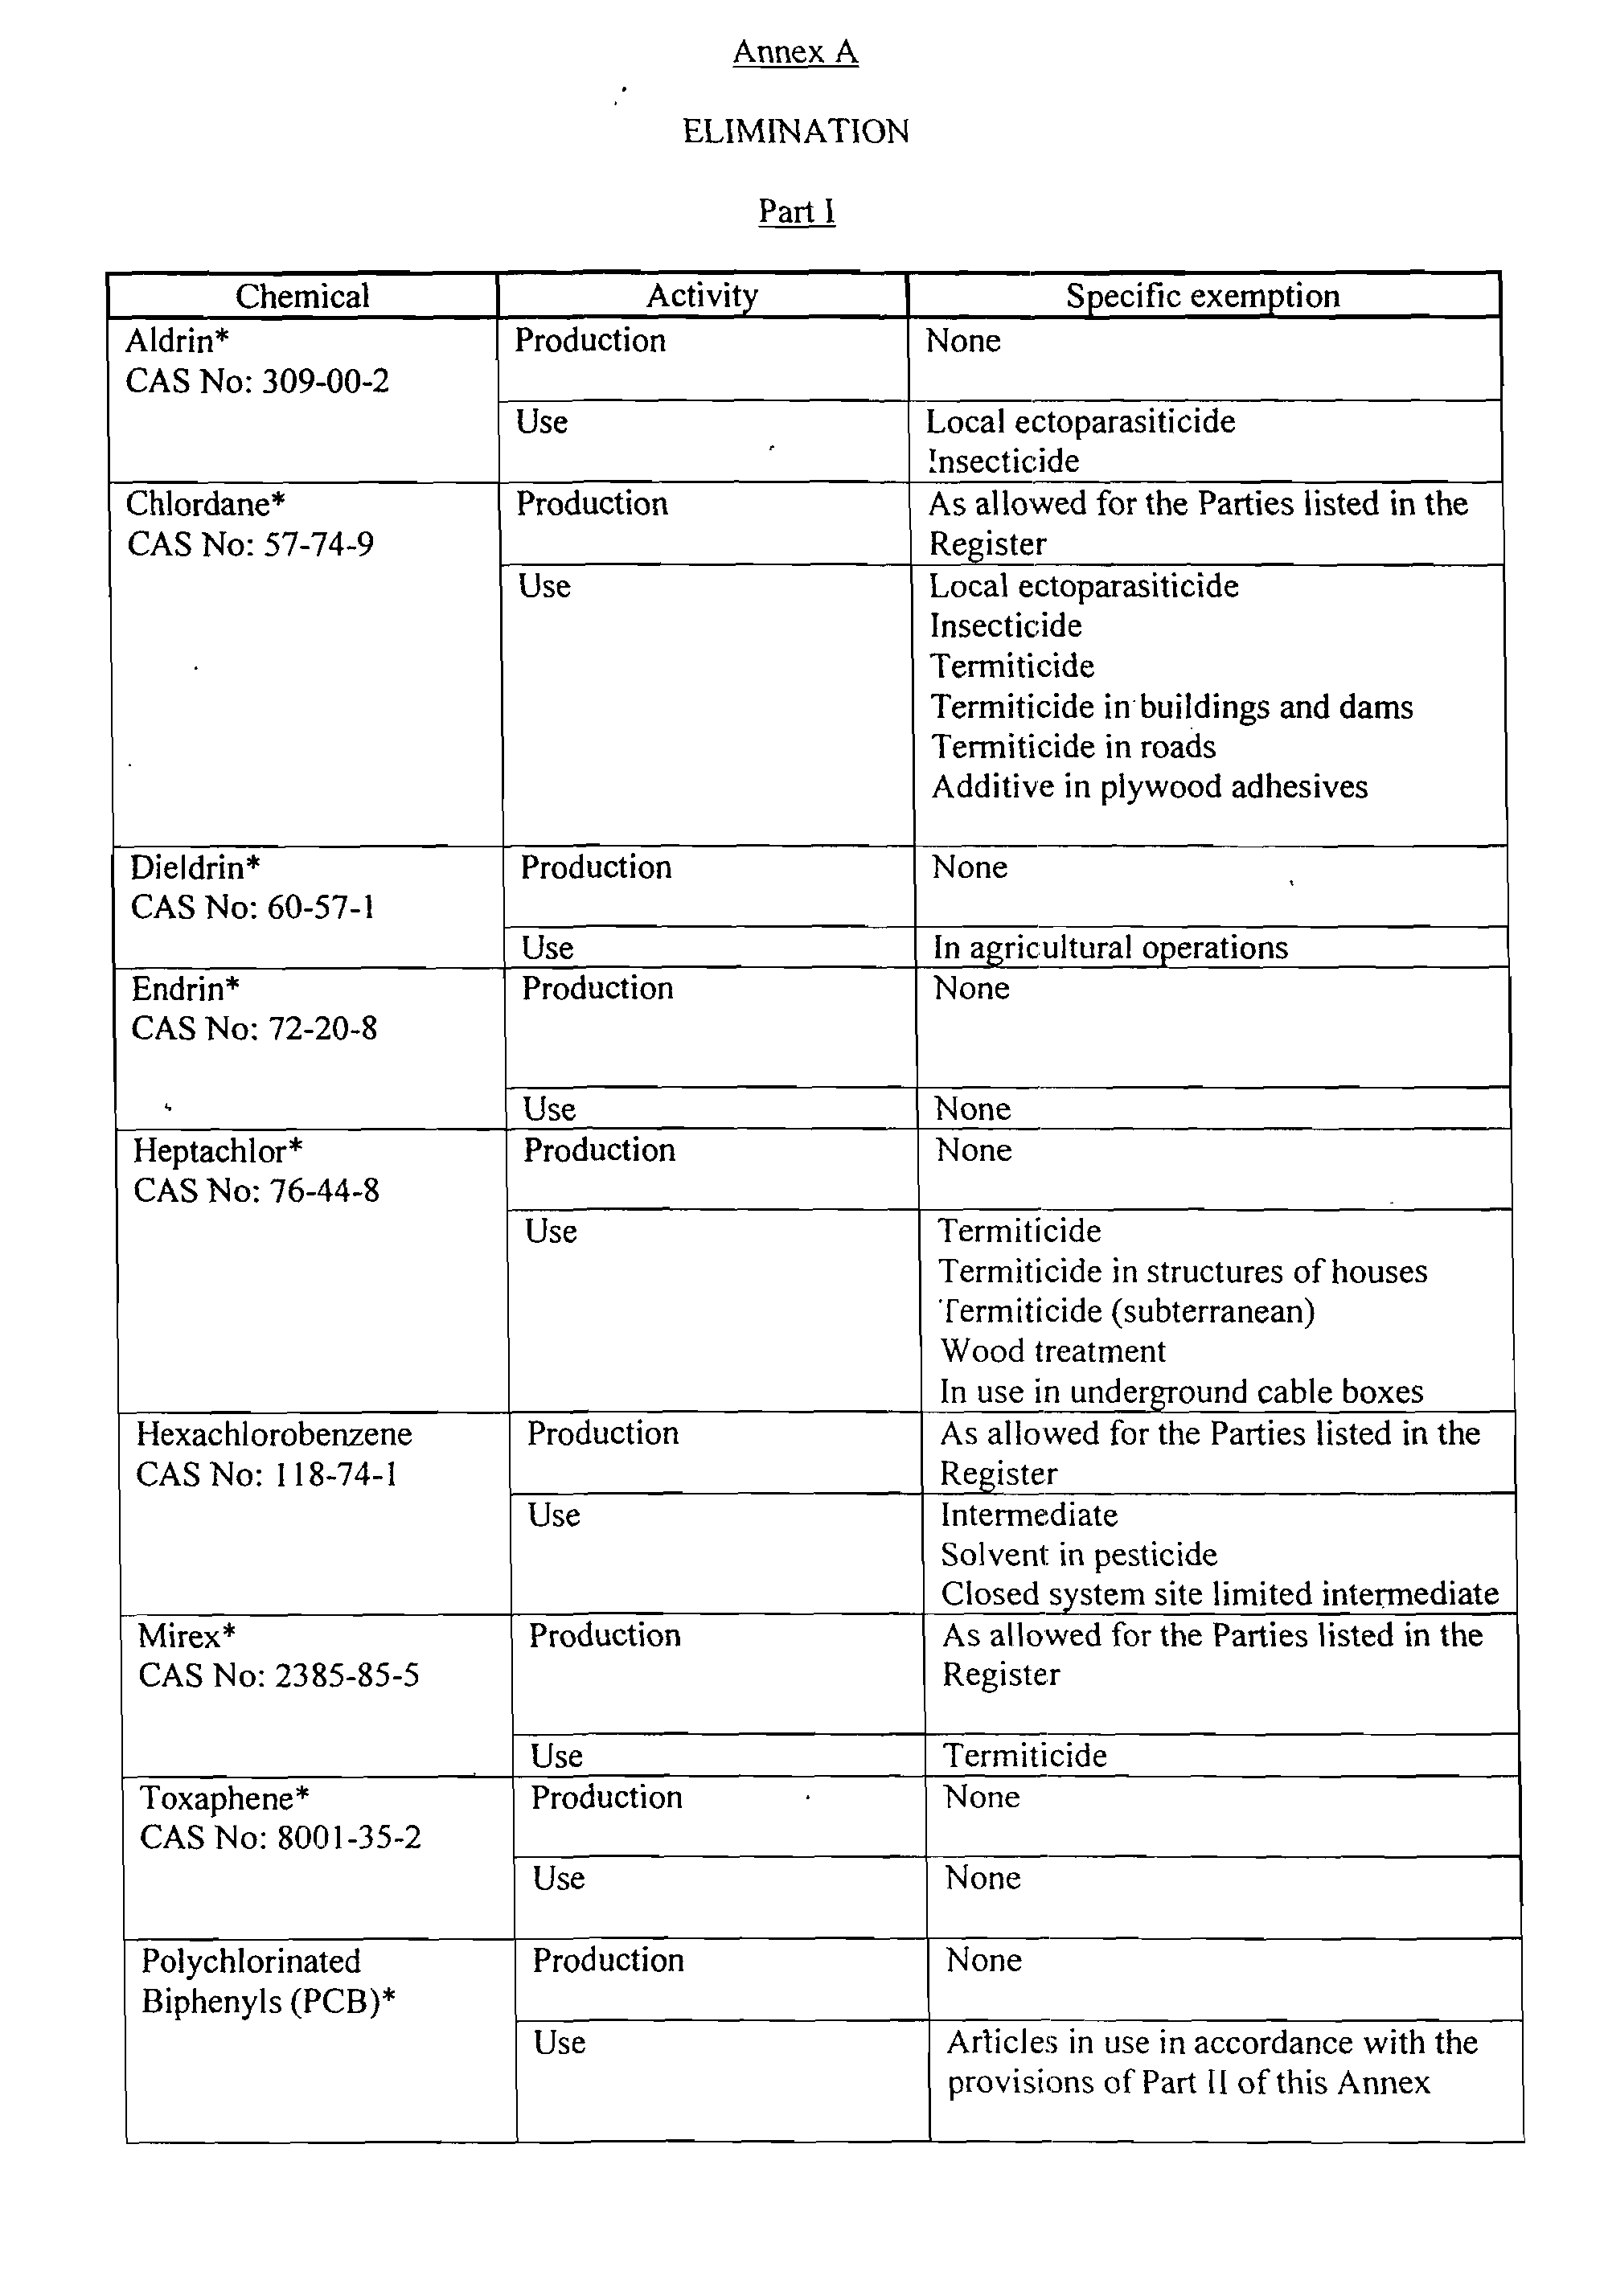 Annex A
ELIMINATION
Part I
Chemical Activity Specific exemption
Aldrin* Production None
CAS No: 309-00-2
Use Local ectoparasiticide
Insecticide
Chlordane* Production As allowed for the Parties listed in the
CAS No: 57-74-9 Register
Use Local ectoparasiticide
Insecticide
Termiticide
Termiticide in buildings and dams
Termiticide in roads
Additive in plywood adhesives
Dieldrin* Production None
CAS No: 60-57-1
Use In agricultural operations
Endrin* Production None
CAS No: 72-20-8
Use None
Heptachlor* Production None
CAS No: 76-44-8
Use Termiticide
Termiticide in structures of houses
Termiticide (subterranean)
Wood treatment
In use in underground cable boxes
Hexachlorobenzene Production As allowed for the Parties listed in the
CAS No: 118-74-1 Register
Use Intermediate
Solvent in pesticide
Closed system site limited intermediate
Mirex* Production As allowed for the Parties listed in the
CAS No: 2385-85-5 Register
Use Termiticide
Toxaphene* Production None
CAS No: 8001-35-2
Use None
Polychlorinated Production None
Biphenyls (PCB)*
Use Articles in use in accordance with the
provisions of Part II of this Annex